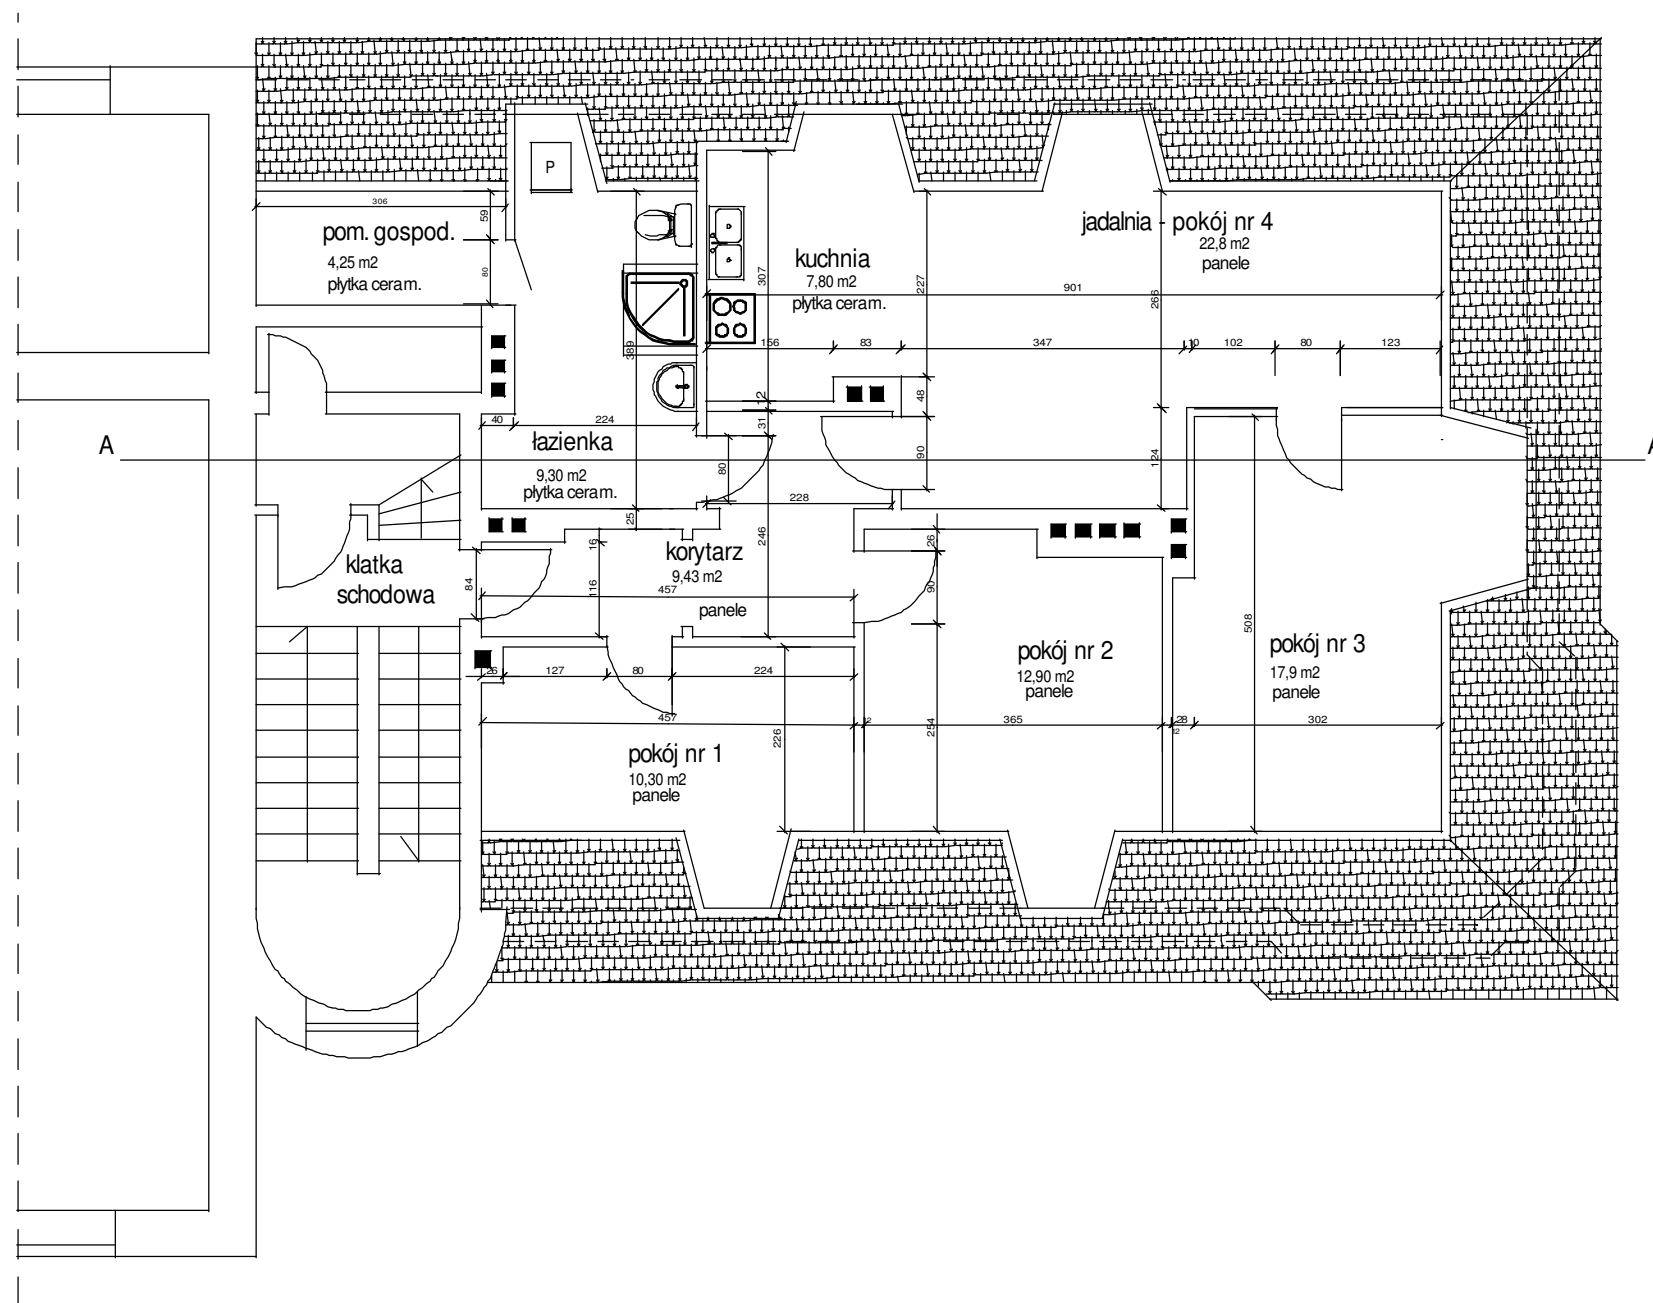 P
306
59
pom. gospod.
4,25 m2
płytka ceram.
80
jadalnia - pokój nr 4
22,8 m2
panele
kuchnia
7,80 m2
płytka ceram.
307
227
266
901
389
156
83
347
10
102
80
123
12
48
31
40
224
łazienka
9,30 m2
płytka ceram.
A
A
80
90
124
228
25
246
26
16
korytarz
9,43 m2
panele
klatka
schodowa
84
116
457
90
508
pokój nr 2
12,90 m2
panele
pokój nr 3
17,9 m2
panele
26
127
80
224
457
226
2
254
365
28
12
302
pokój nr 1
10,30 m2
panele